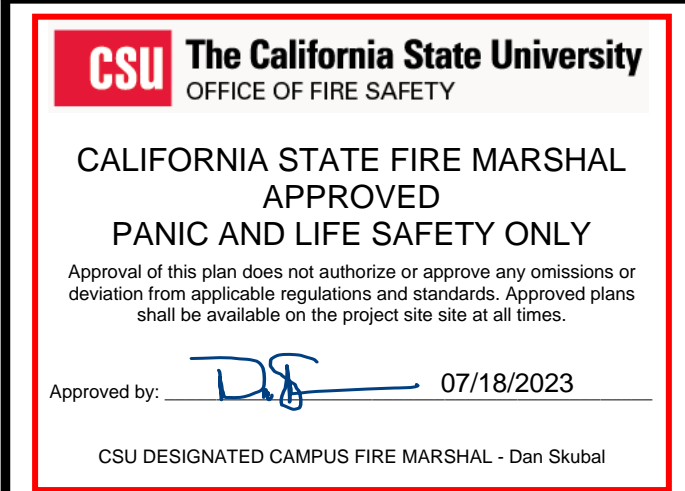 CSU The California State University
OFFICE OF FIRE SAFETY
CALIFORNIA STATE FIRE MARSHAL
APPROVED
PANIC AND LIFE SAFETY ONLY
Approval of this plan does not authorize or approve any omissions or
deviation from applicable regulations and standards. Approved plans
shall be available on the project site site at all times.
Approved by: 07/18/2023
CSU DESIGNATED CAMPUS FIRE MARSHAL - Dan Skubal